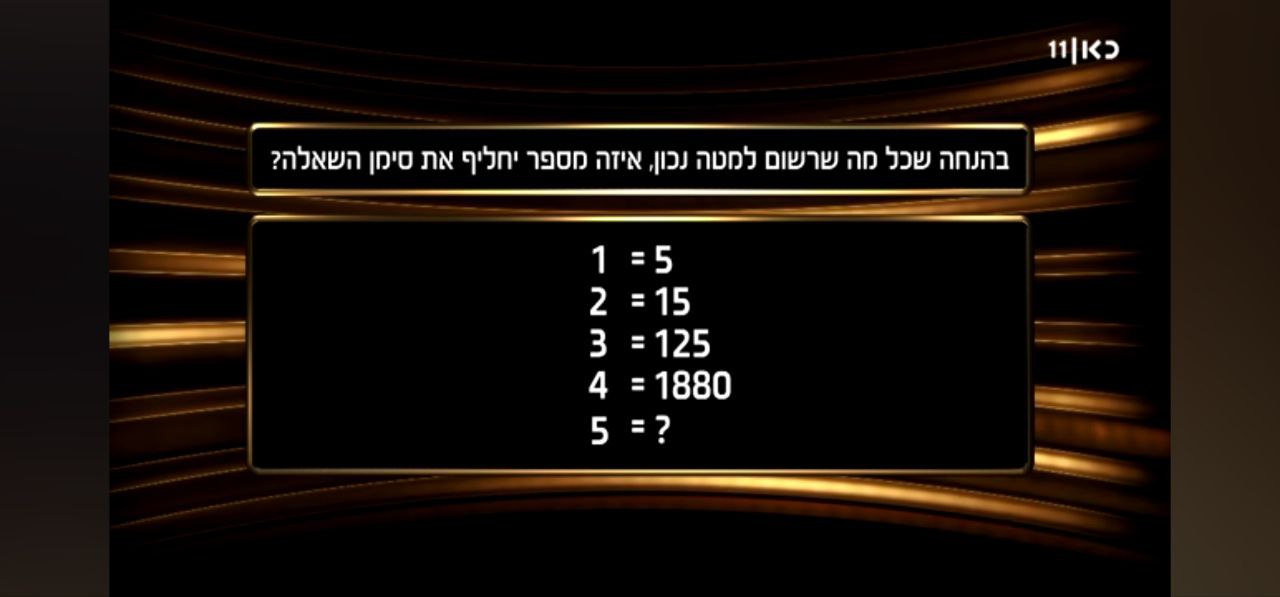 כאן|11
בהנחה שכל מה שרשום למטה נכון, איזה מספר יחליף את סימן השאלה?
1 = 5
2 = 15
3 = 125
4 = 1880
5 = ?